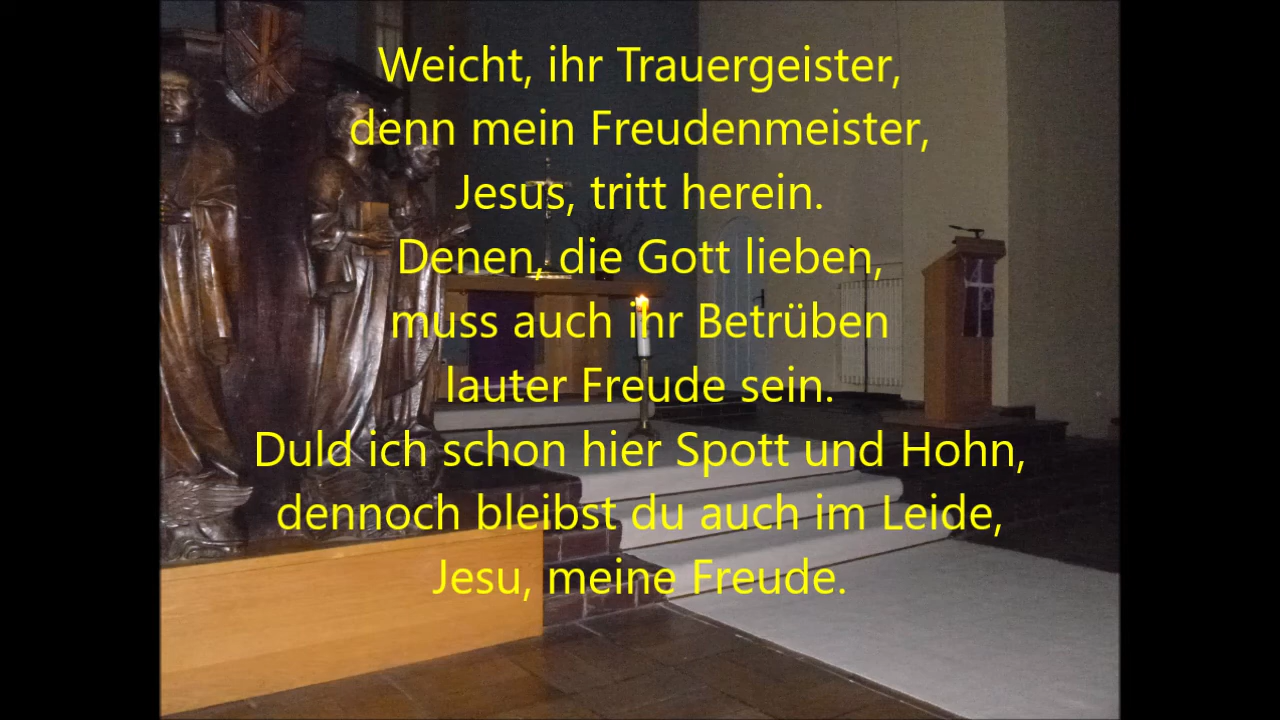 Weicht, ihr Trauergeister,
denn mein Freudenmeister,
Jesus, tritt herein.
Denen, die Gott lieben,
muss auch ihr Betrüben
lauter Freude sein.
Duld ich schon hier Spott und Hohn,
dennoch bleibst du auch im Leide,
Jesu, meine Freude.